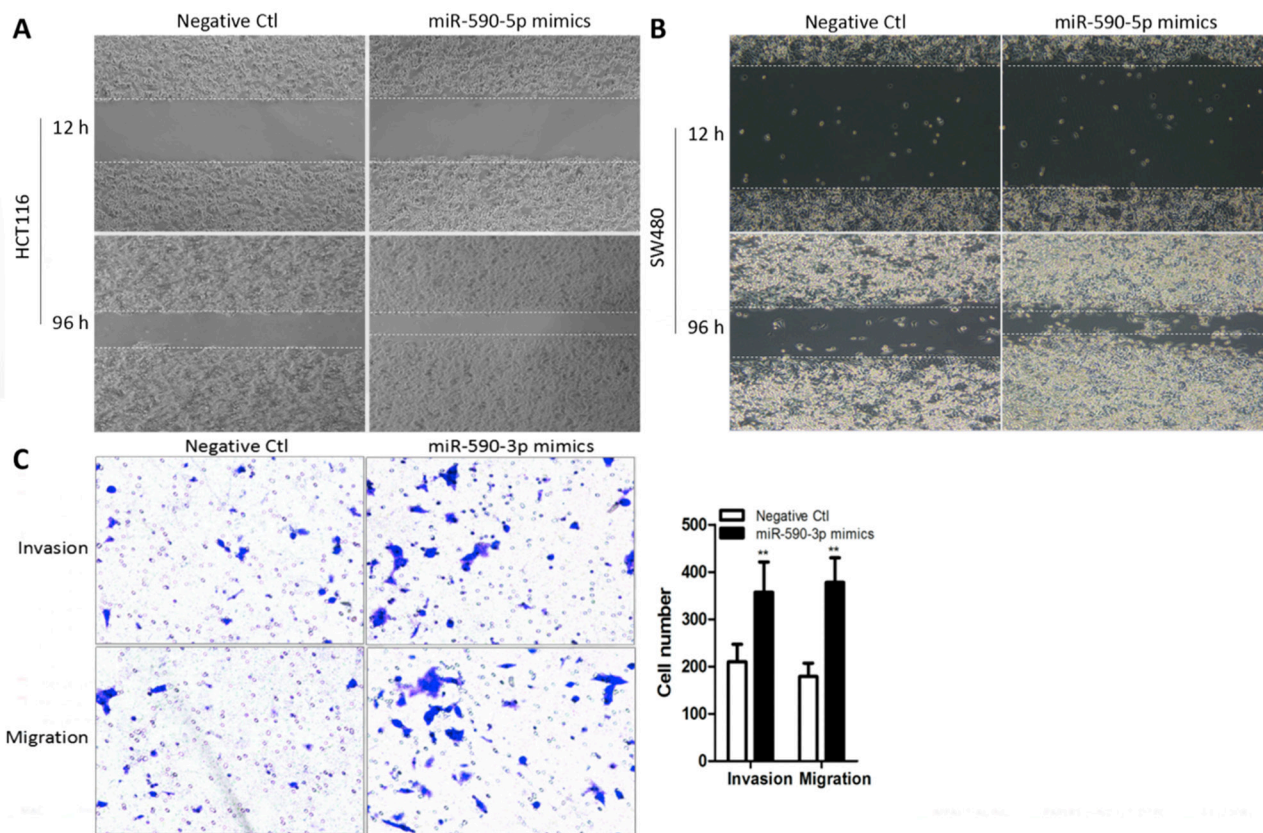 A
Negative Ctl
miR-590-5p mimics
B
Negative Ctl
miR-590-5p mimics
12 h
HCT116
96 h
12 h
SW480
96 h
C
Negative Ctl
miR-590-3p mimics
Invasion
Migration
Negative Ctl
miR-590-3p mimics
500
400
300
200
100
0
Cell number
**
**
Invasion
Migration